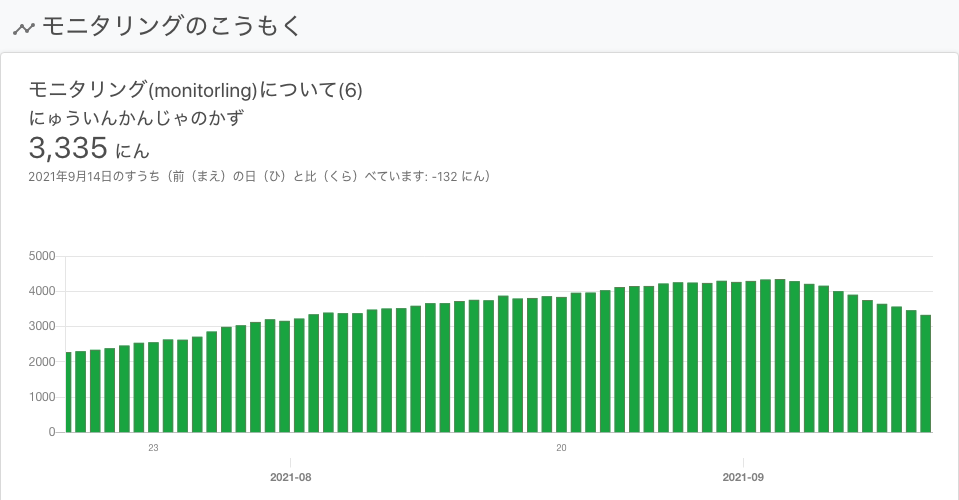 モニタリングのこうもく
モニタリング(monitorling)について(6)
にゅういんかんじゃのかず
3,335 にん
2021年9月14日のすうち（前（まえ）の日（ひ）と比（くら）べています: -132 にん）
5000
4000
3000
2000
1000
0
23
20
2021-08
2021-09